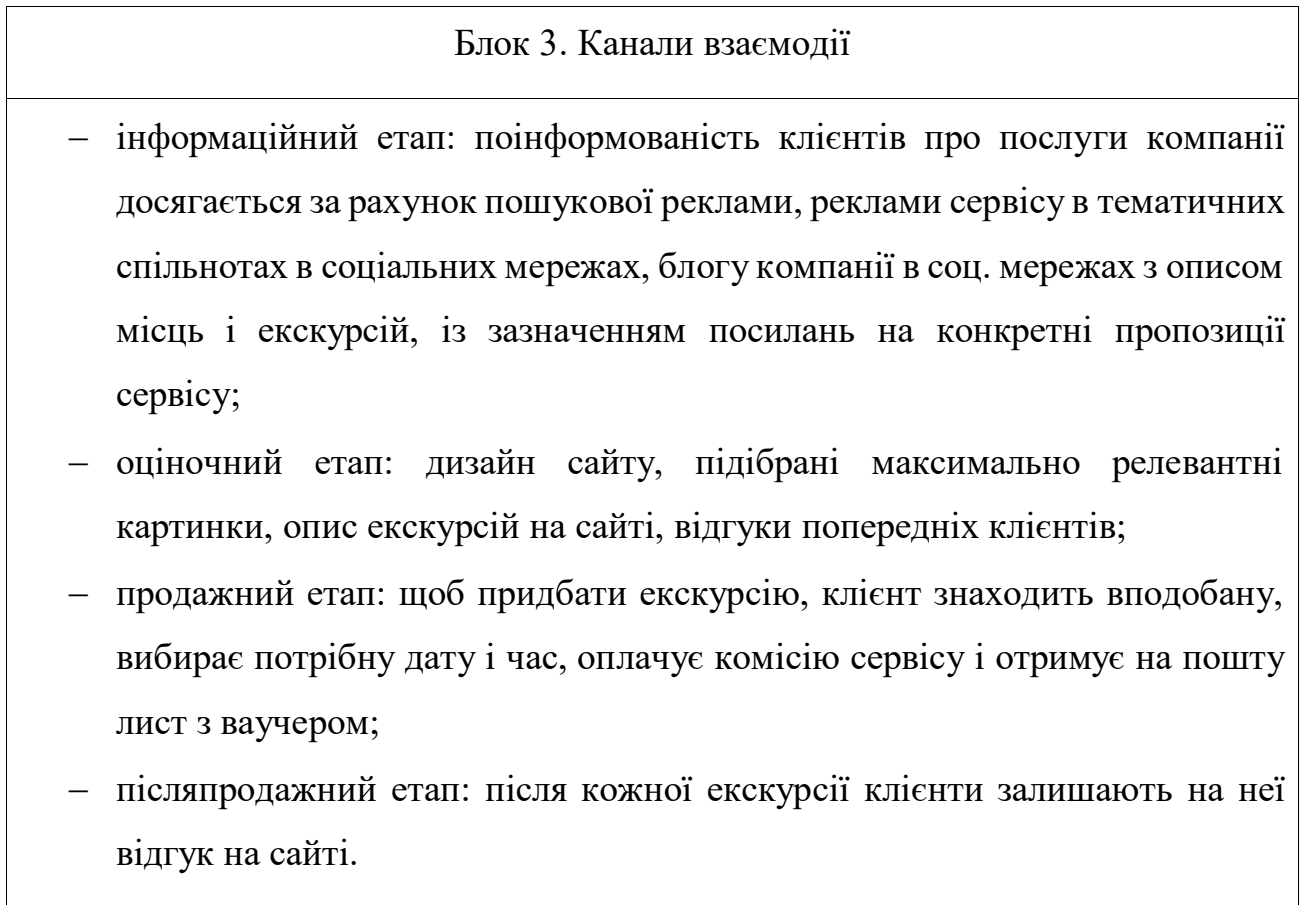 Блок 3. Канали взаємодії
– інформаційний етап: поінформованість клієнтів про послуги компанії
досягається за рахунок пошукової реклами, реклами сервісу в тематичних
спільнотах в соціальних мережах, блогу компанії в соц. мережах з описом
місць і екскурсій, із зазначенням посилань на конкретні пропозиції
сервісу;
– оціночний етап: дизайн сайту, підібрані максимально релевантні
картинки, опис екскурсій на сайті, відгуки попередніх клієнтів;
– продажний етап: щоб придбати екскурсію, клієнт знаходить вподобану,
вибирає потрібну дату і час, оплачує комісію сервісу і отримує на пошту
лист з ваучером;
– післяпродажний етап: після кожної екскурсії клієнти залишають на неї
відгук на сайті.